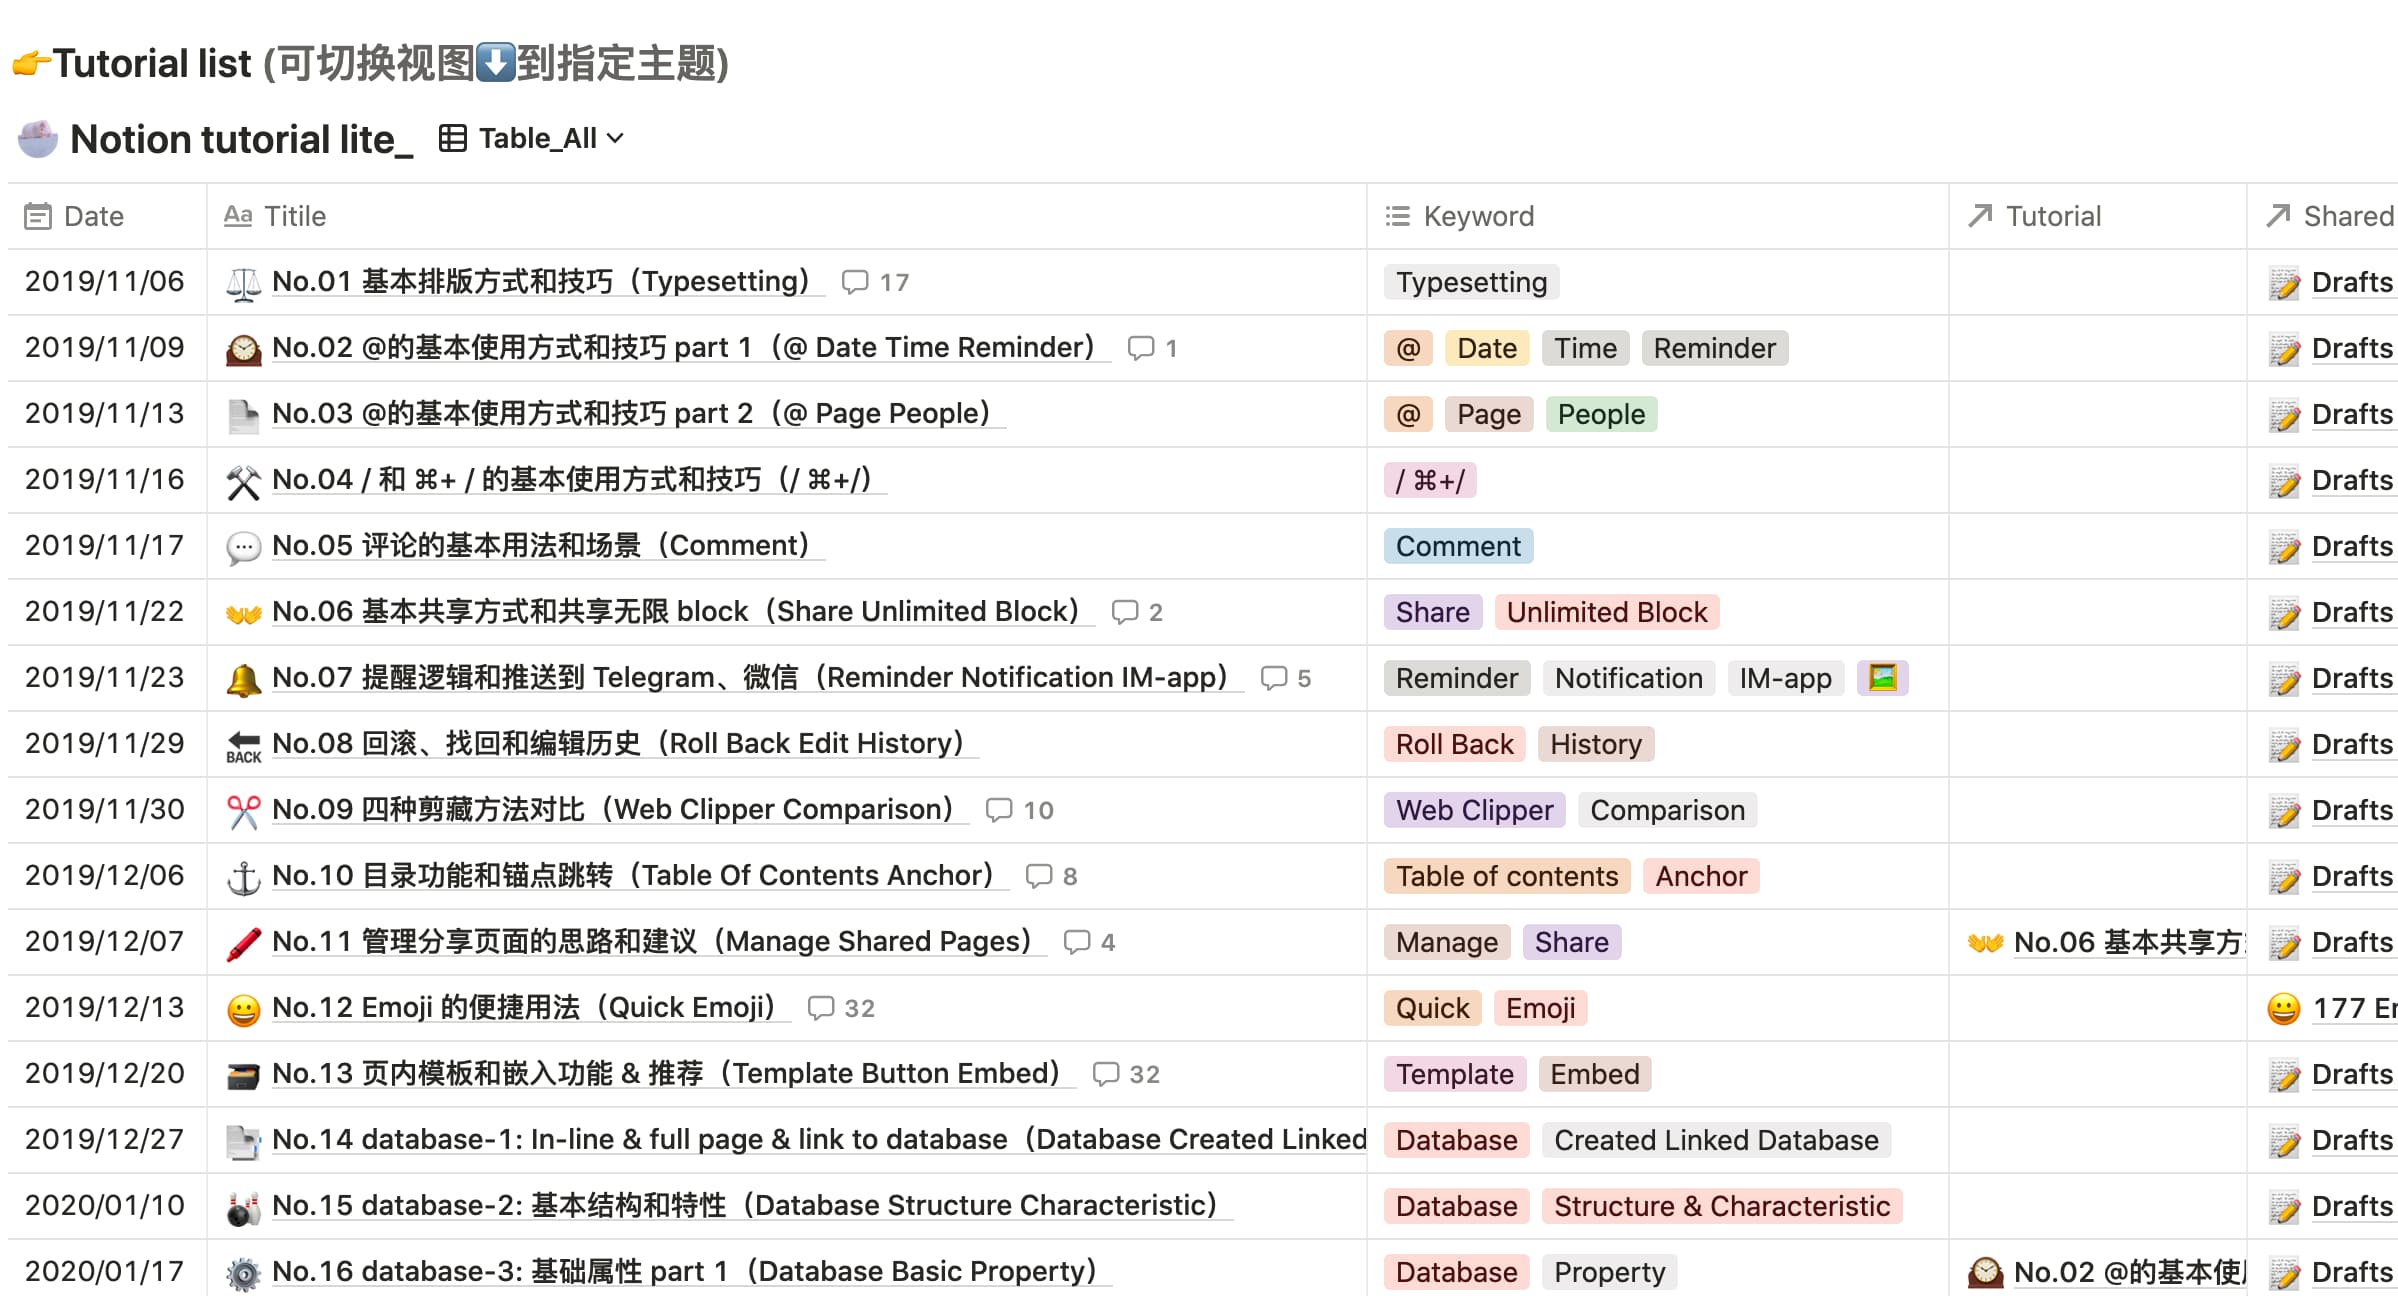 👉Tutorial list (可切换视图⬇️到指定主题)
Notion tutorial lite_ Table_All
Date Aa Titile Keyword Tutorial Shared
2019/11/06 No.01 基本排版方式和技巧（Typesetting） 17 Typesetting Drafts
2019/11/09 No.02 @的基本使用方式和技巧 part 1（@ Date Time Reminder） 1 @ Date Time Reminder Drafts
2019/11/13 No.03 @的基本使用方式和技巧 part 2（@ Page People） @ Page People Drafts
2019/11/16 No.04 / 和 ⌘+ / 的基本使用方式和技巧（/ ⌘+/） / ⌘+/ Drafts
2019/11/17 No.05 评论的基本用法和场景（Comment） Comment Drafts
2019/11/22 No.06 基本共享方式和共享无限 block（Share Unlimited Block） 2 Share Unlimited Block Drafts
2019/11/23 No.07 提醒逻辑和推送到 Telegram、微信（Reminder Notification IM-app） 5 Reminder Notification IM-app 🖼️ Drafts
2019/11/29 BACK No.08 回滚、找回和编辑历史（Roll Back Edit History） Roll Back History Drafts
2019/11/30 No.09 四种剪藏方法对比（Web Clipper Comparison） 10 Web Clipper Comparison Drafts
2019/12/06 No.10 目录功能和锚点跳转（Table Of Contents Anchor） 8 Table of contents Anchor Drafts
2019/12/07 No.11 管理分享页面的思路和建议（Manage Shared Pages） 4 Manage Share No.06 基本共享方 Drafts
2019/12/13 No.12 Emoji 的便捷用法（Quick Emoji） 32 Quick Emoji 177 Em
2019/12/20 No.13 页内模板和嵌入功能 & 推荐（Template Button Embed） 32 Template Embed Drafts
2019/12/27 No.14 database-1: In-line & full page & link to database（Database Created Linked Database Created Linked Database Drafts
2020/01/10 No.15 database-2: 基本结构和特性（Database Structure Characteristic） Database Structure & Characteristic Drafts
2020/01/17 No.16 database-3: 基础属性 part 1（Database Basic Property） Database Property No.02 @的基本使 Drafts